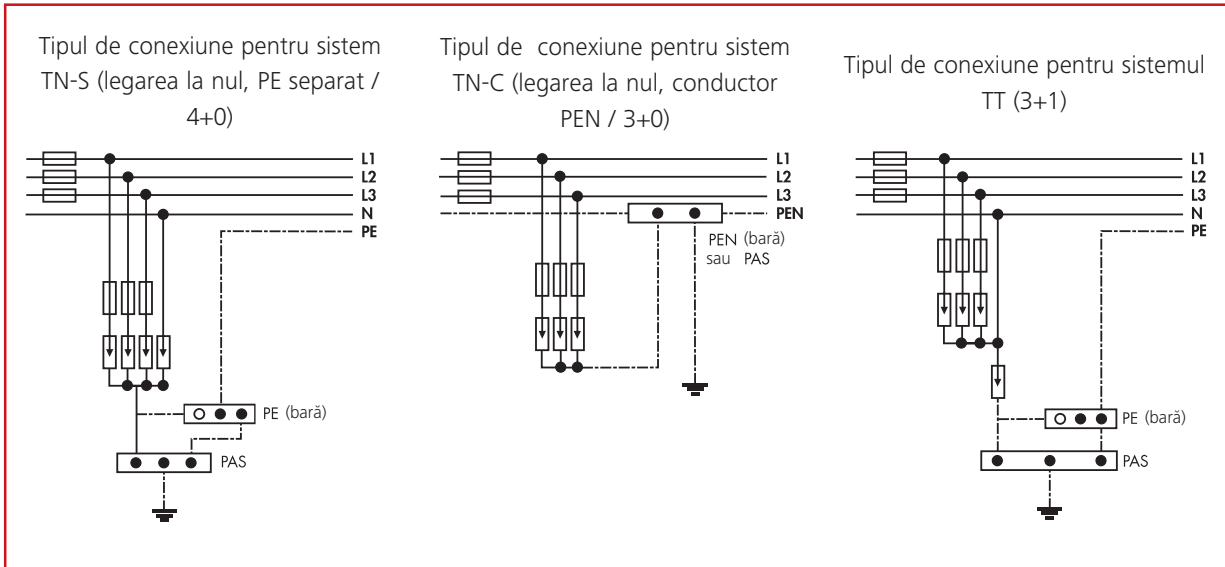 Tipul de conexiune pentru sistem
TN-S (legarea la nul, PE separat /
4+0)
L1
L2
L3
N
PE
PE (bară)
PAS
Tipul de conexiune pentru sistem
TN-C (legarea la nul, conductor
PEN / 3+0)
L1
L2
L3
PEN
PEN (bară)
sau PAS
Tipul de conexiune pentru sistemul
TT (3+1)
L1
L2
L3
N
PE
PE (bară)
PAS